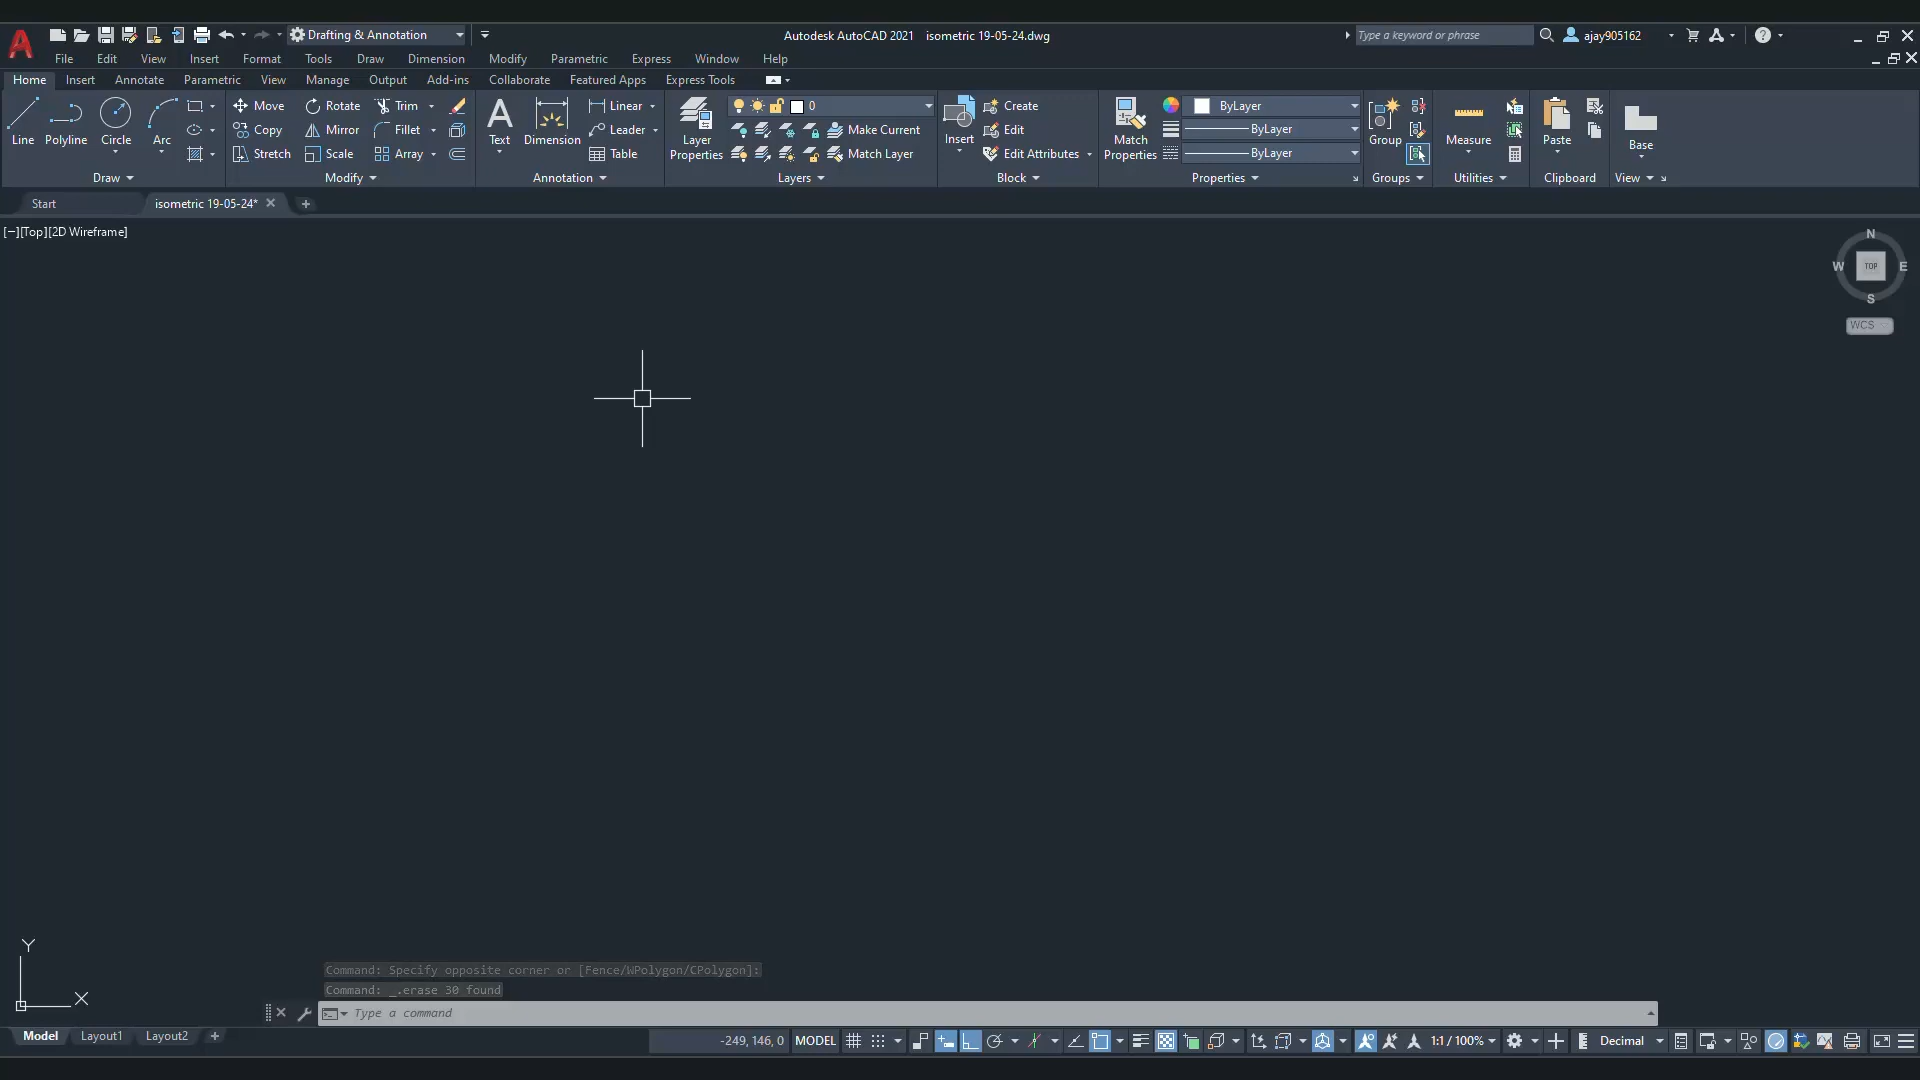 Drafting & Annotation Autodesk AutoCAD 2021 isometric 19-05-24.dwg Type a keyword or phrase ajay905162
File Edit View Insert Format Tools Draw Dimension Modify Parametric Express Window Help
Home Insert Annotate Parametric View Manage Output Add-ins Collaborate Featured Apps Express Tools
Line Polyline Circle Arc
Move Rotate Trim
Copy Mirror Fillet
Stretch Scale Array
Text Dimension
Linear
Leader
Table
Layer
Properties
0
Make Current
Match Layer
Insert
Create
Edit
Edit Attributes
Match
Properties
ByLayer
ByLayer
ByLayer
Group
Measure
Paste
Base
Draw Modify Annotation Layers Block Properties Groups Utilities Clipboard View
Start isometric 19-05-24*
[−][Top][2D Wireframe]
N
W TOP E
S
WCS
Y
X
Command: Specify opposite corner or [Fence/WPolygon/CPolygon]:
Command: _.erase 30 found
Type a command
Model Layout1 Layout2
-249, 146, 0 MODEL 1:1 / 100% Decimal